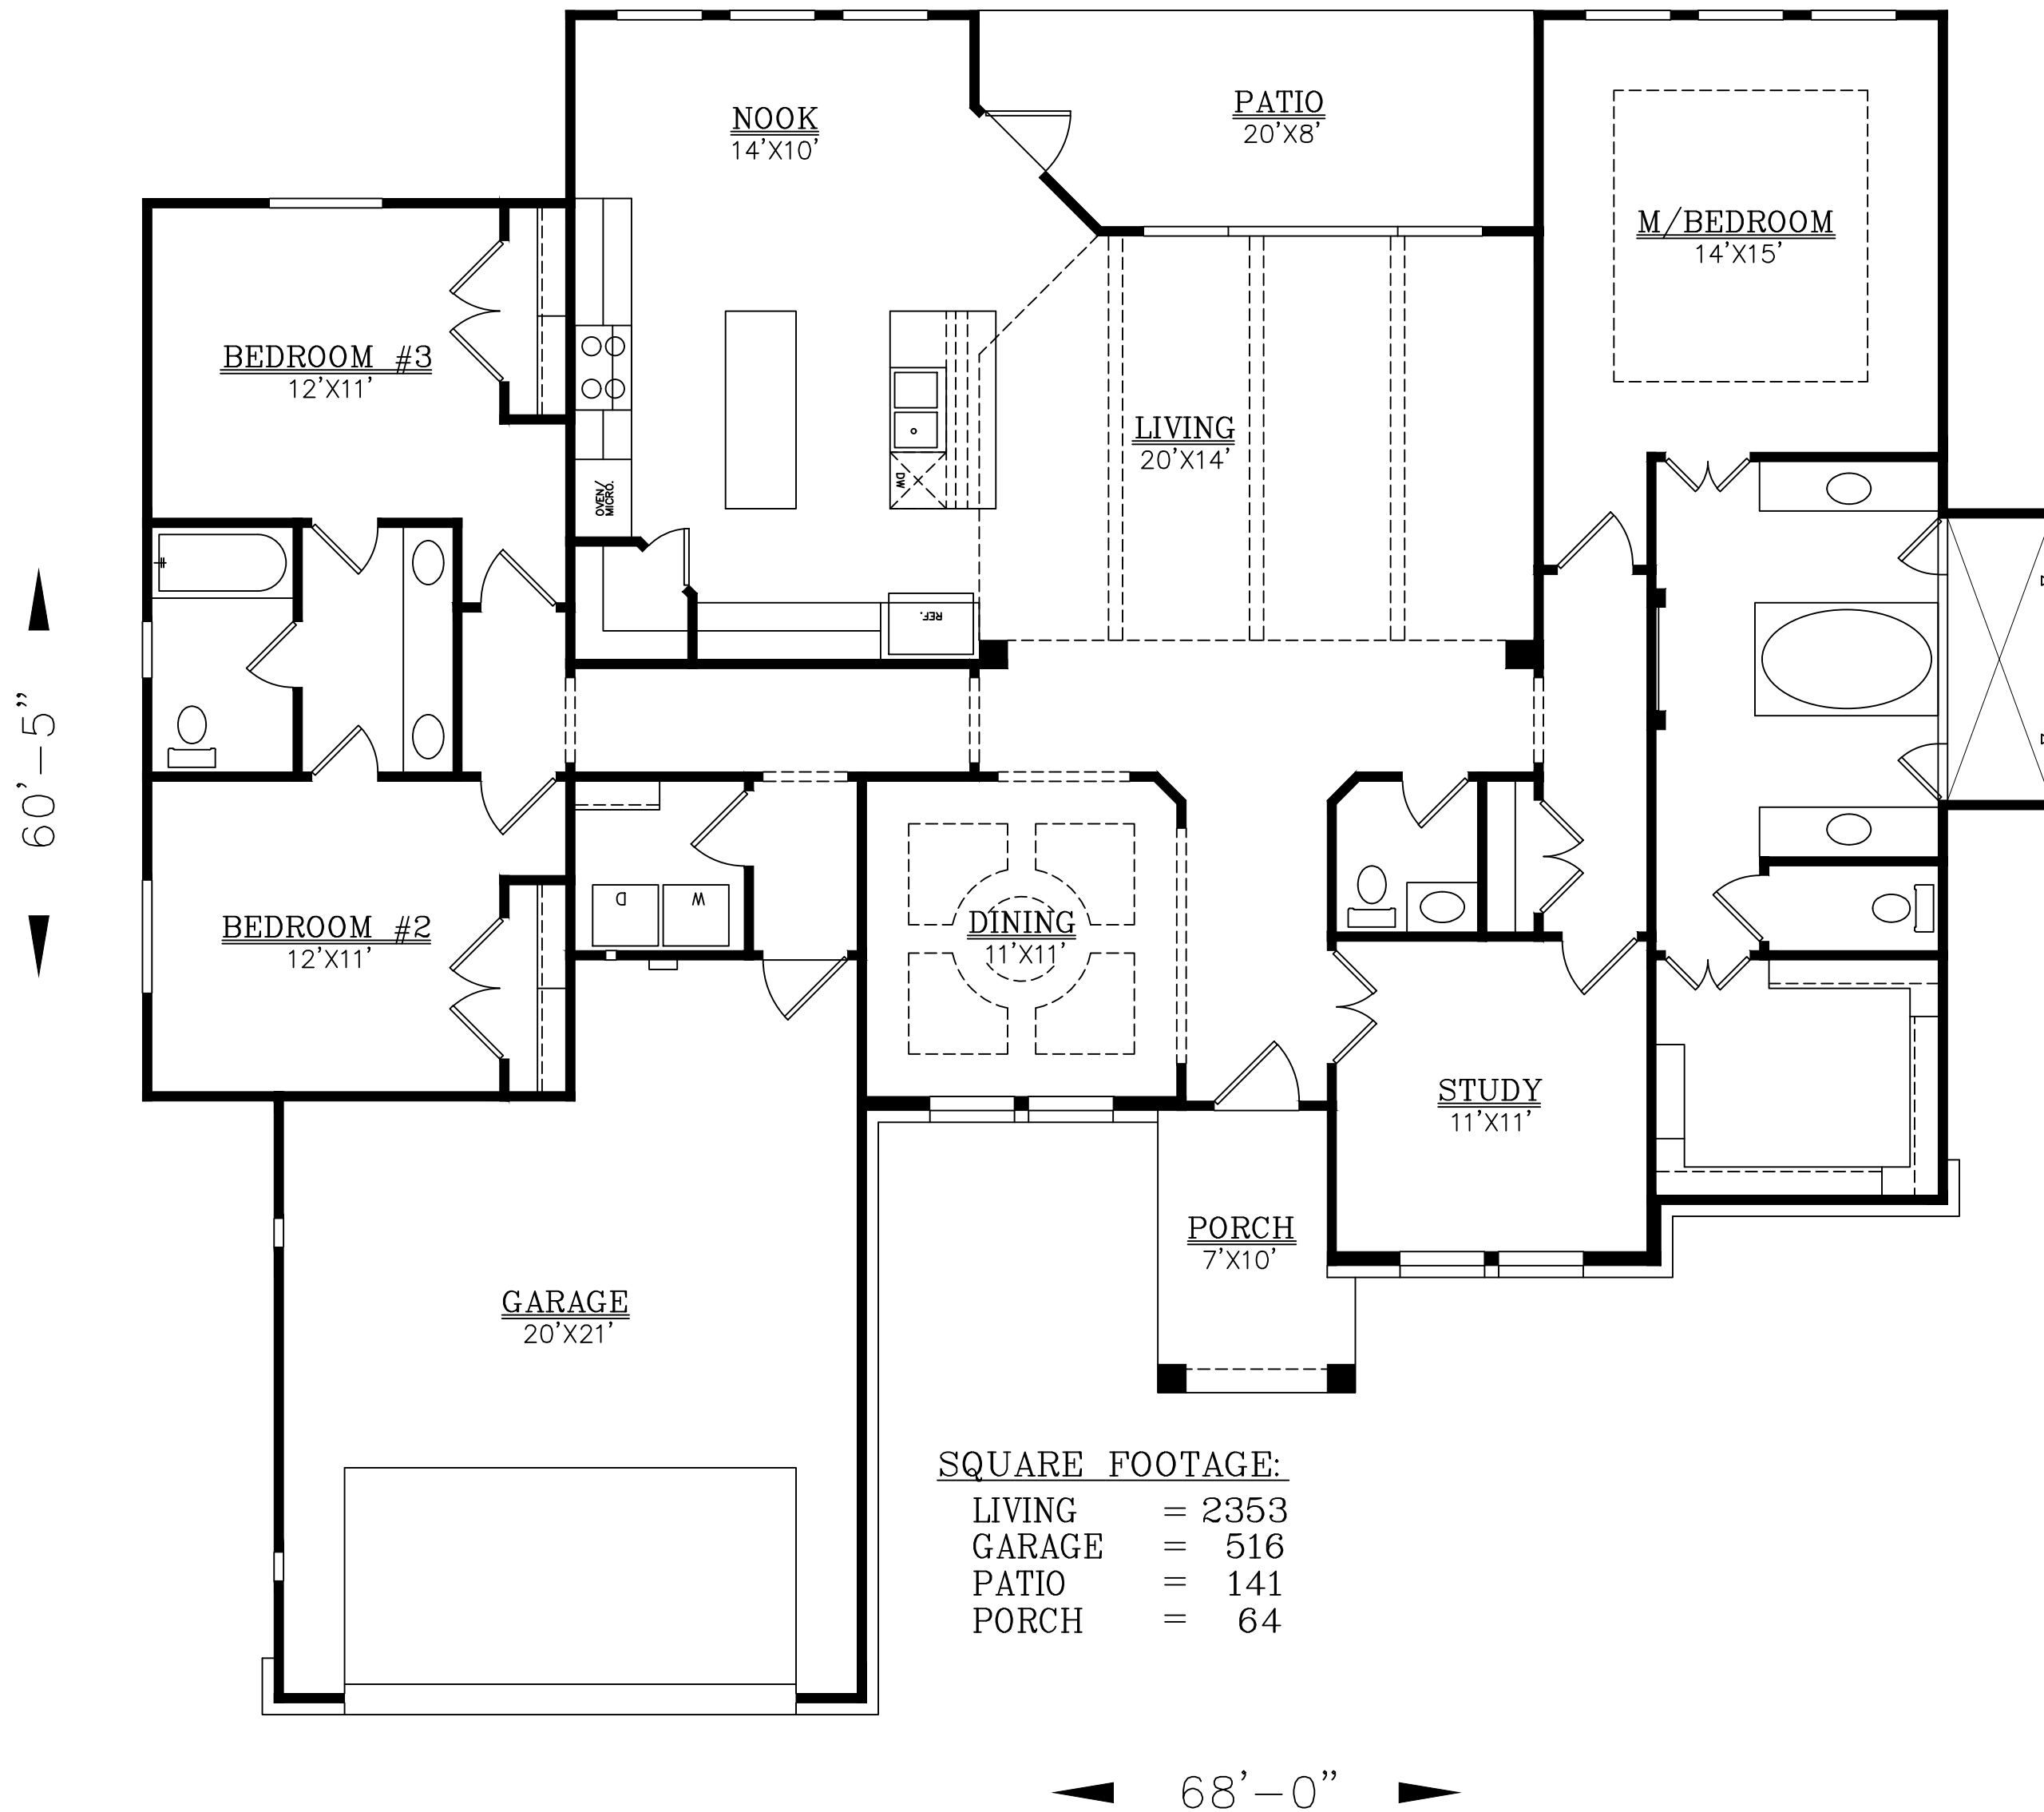 NOOK
14'X10'
PATIO
20'X8'
M/BEDROOM
14'X15'
BEDROOM #3
12'X11'
LIVING
20'X14'
OVEN/
MICRO.
DW
REF.
60'-5"
D
W
BEDROOM #2
12'X11'
DINING
11'X11'
STUDY
11'X11'
PORCH
7'X10'
GARAGE
20'X21'
SQUARE FOOTAGE:
LIVING = 2353
GARAGE = 516
PATIO = 141
PORCH = 64
68'-0"